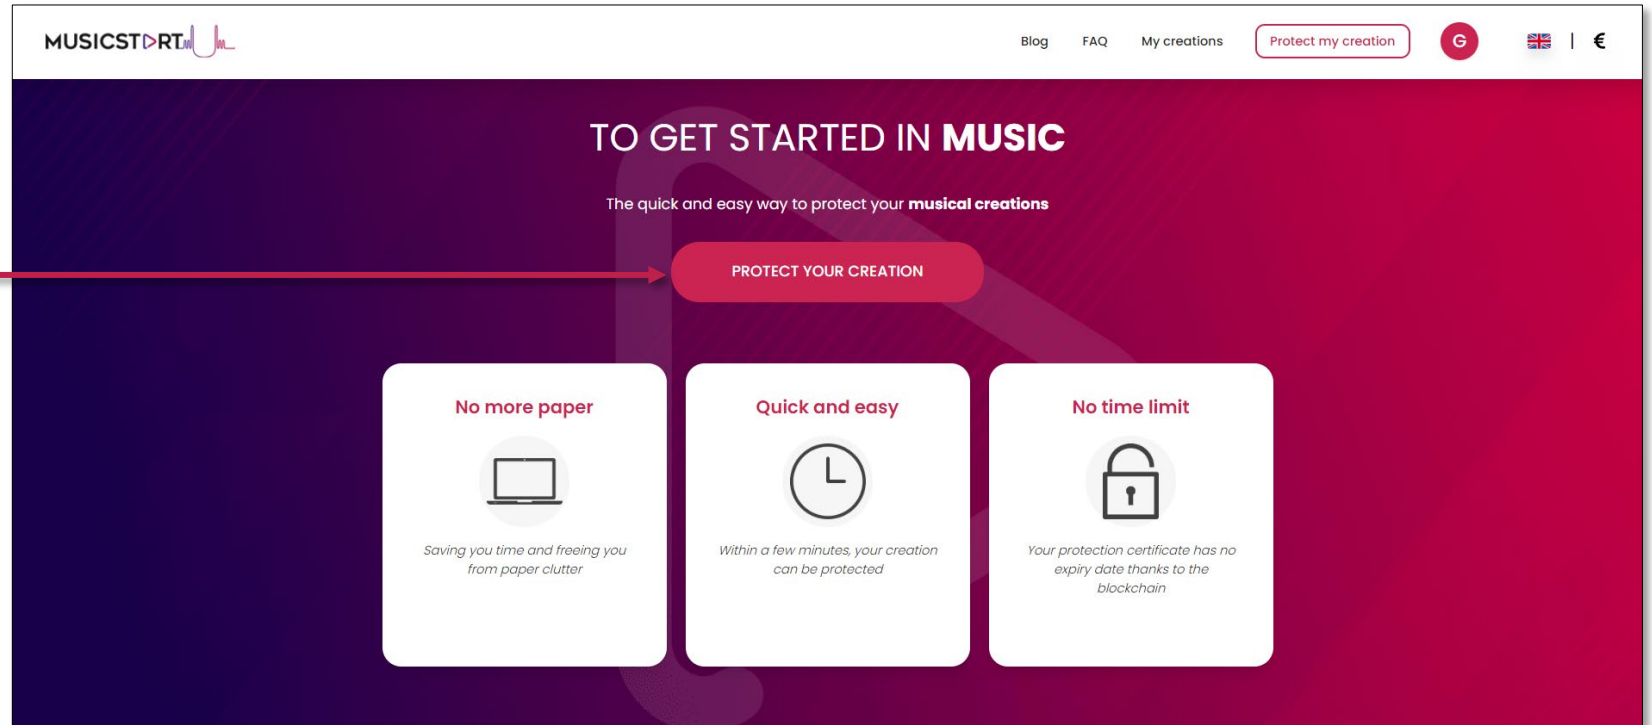 MUSICSTART
Blog FAQ My creations Protect my creation G | €
TO GET STARTED IN MUSIC
The quick and easy way to protect your musical creations
PROTECT YOUR CREATION
No more paper
Saving you time and freeing you
from paper clutter
Quick and easy
Within a few minutes, your creation
can be protected
No time limit
Your protection certificate has no
expiry date thanks to the
blockchain